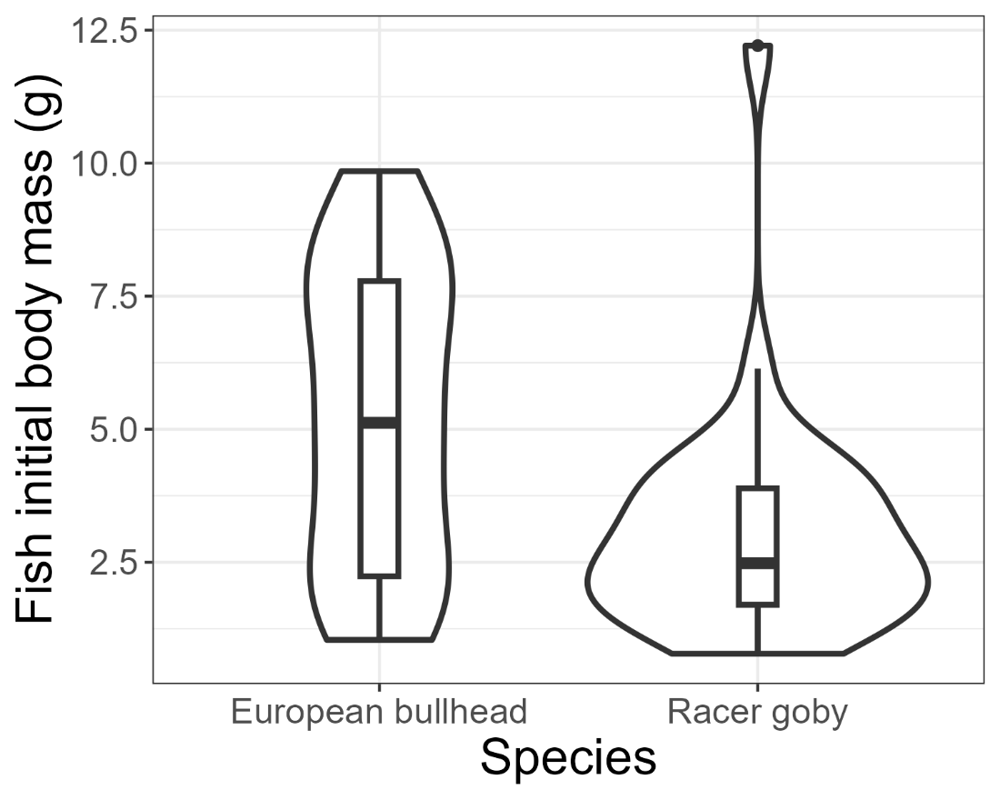 Fish initial body mass (g)
12.5
10.0
7.5
5.0
2.5
European bullhead
Racer goby
Species